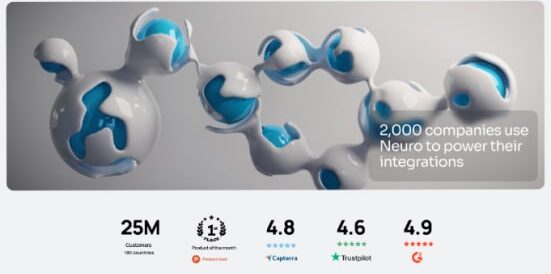 2,000 companies use
Neuro to power their
integrations
25M
Customers
190 countries
1st
PLACE
Product of the month
Product Hunt
4.8
Capterra
4.6
Trustpilot
4.9